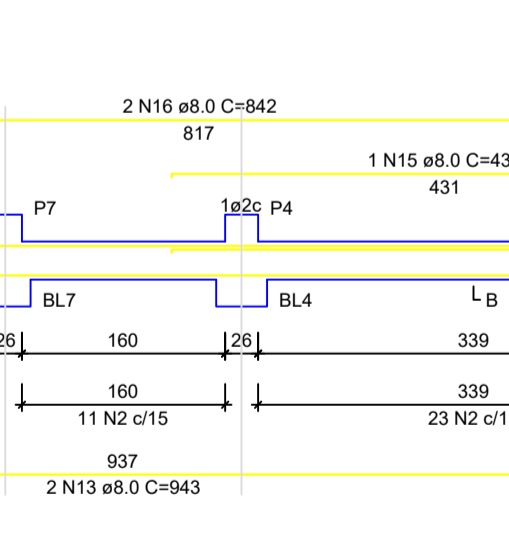 2 N16 ø8.0 C=842
817
1 N15 ø8.0 C=43
431
P7
1ø2c P4
BL7
BL4
B
26 160 26 339
160 339
11 N2 c/15
23 N2 c/1
937
2 N13 ø8.0 C=943